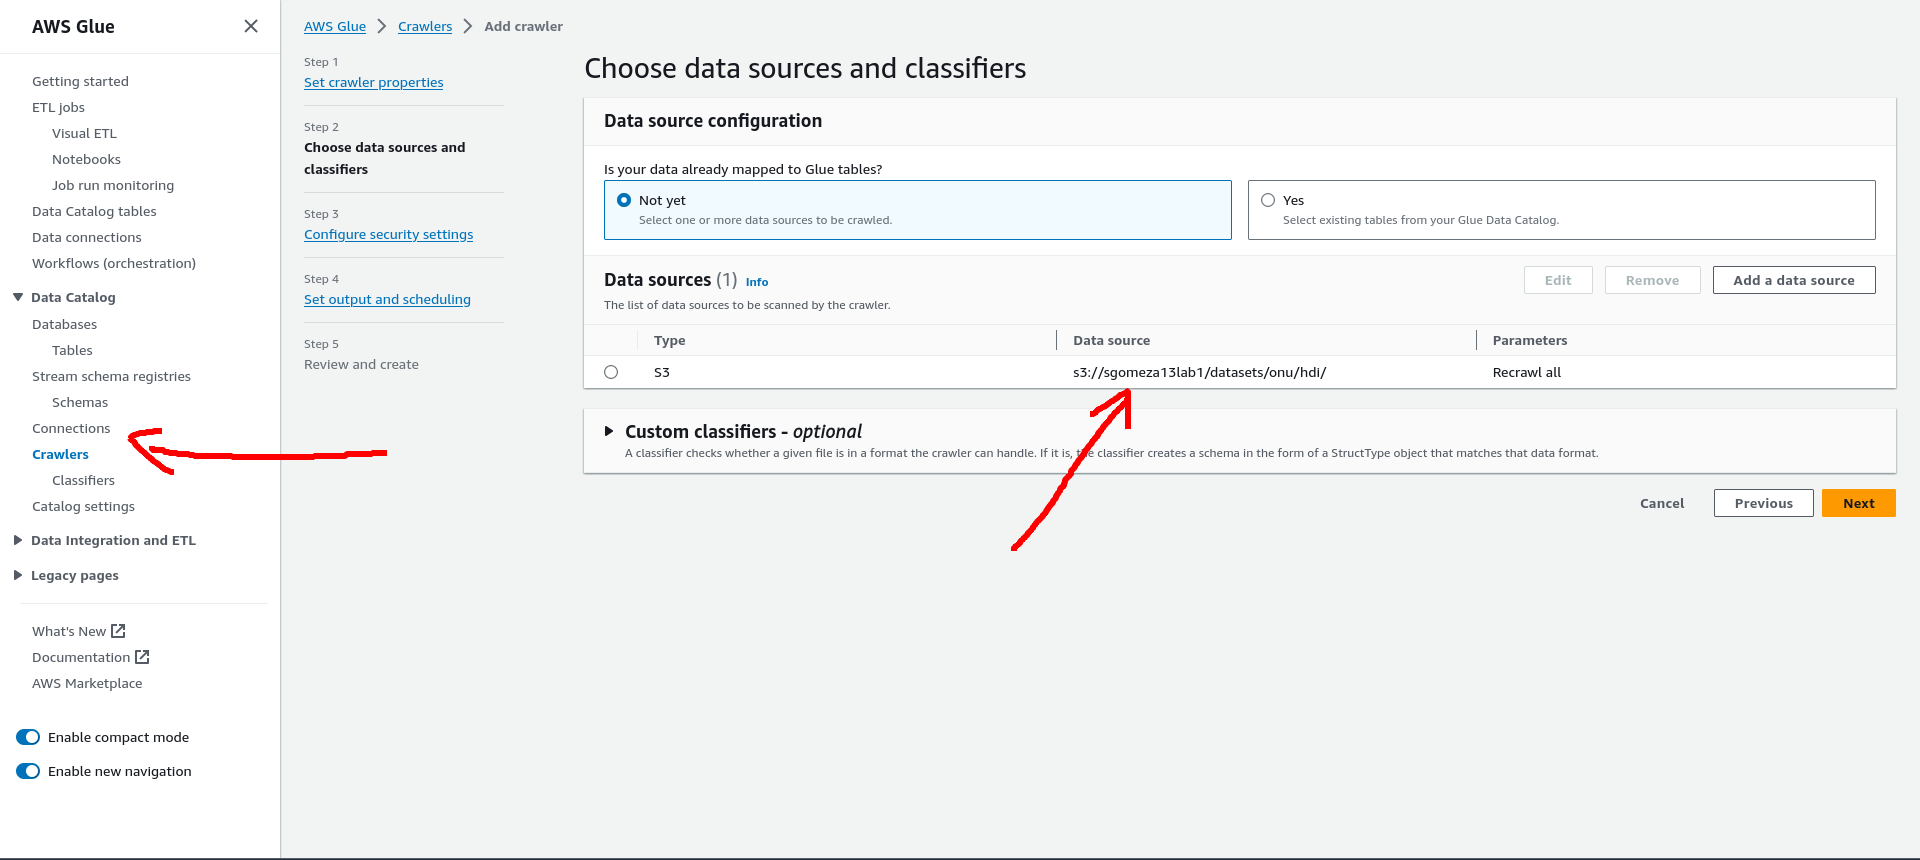 AWS Glue
Getting started
ETL jobs
Visual ETL
Notebooks
Job run monitoring
Data Catalog tables
Data connections
Workflows (orchestration)
Data Catalog
Databases
Tables
Stream schema registries
Schemas
Connections
Crawlers
Classifiers
Catalog settings
Data Integration and ETL
Legacy pages
What's New
Documentation
AWS Marketplace
Enable compact mode
Enable new navigation
AWS Glue > Crawlers > Add crawler
Step 1
Set crawler properties
Step 2
Choose data sources and
classifiers
Step 3
Configure security settings
Step 4
Set output and scheduling
Step 5
Review and create
Choose data sources and classifiers
Data source configuration
Is your data already mapped to Glue tables?
Not yet
Select one or more data sources to be crawled.
Yes
Select existing tables from your Glue Data Catalog.
Data sources (1) Info
The list of data sources to be scanned by the crawler.
Edit Remove Add a data source
Type Data source Parameters
S3 s3://sgomeza13lab1/datasets/onu/hdi/ Recrawl all
Custom classifiers - optional
A classifier checks whether a given file is in a format the crawler can handle. If it is, the classifier creates a schema in the form of a StructType object that matches that data format.
Cancel Previous Next